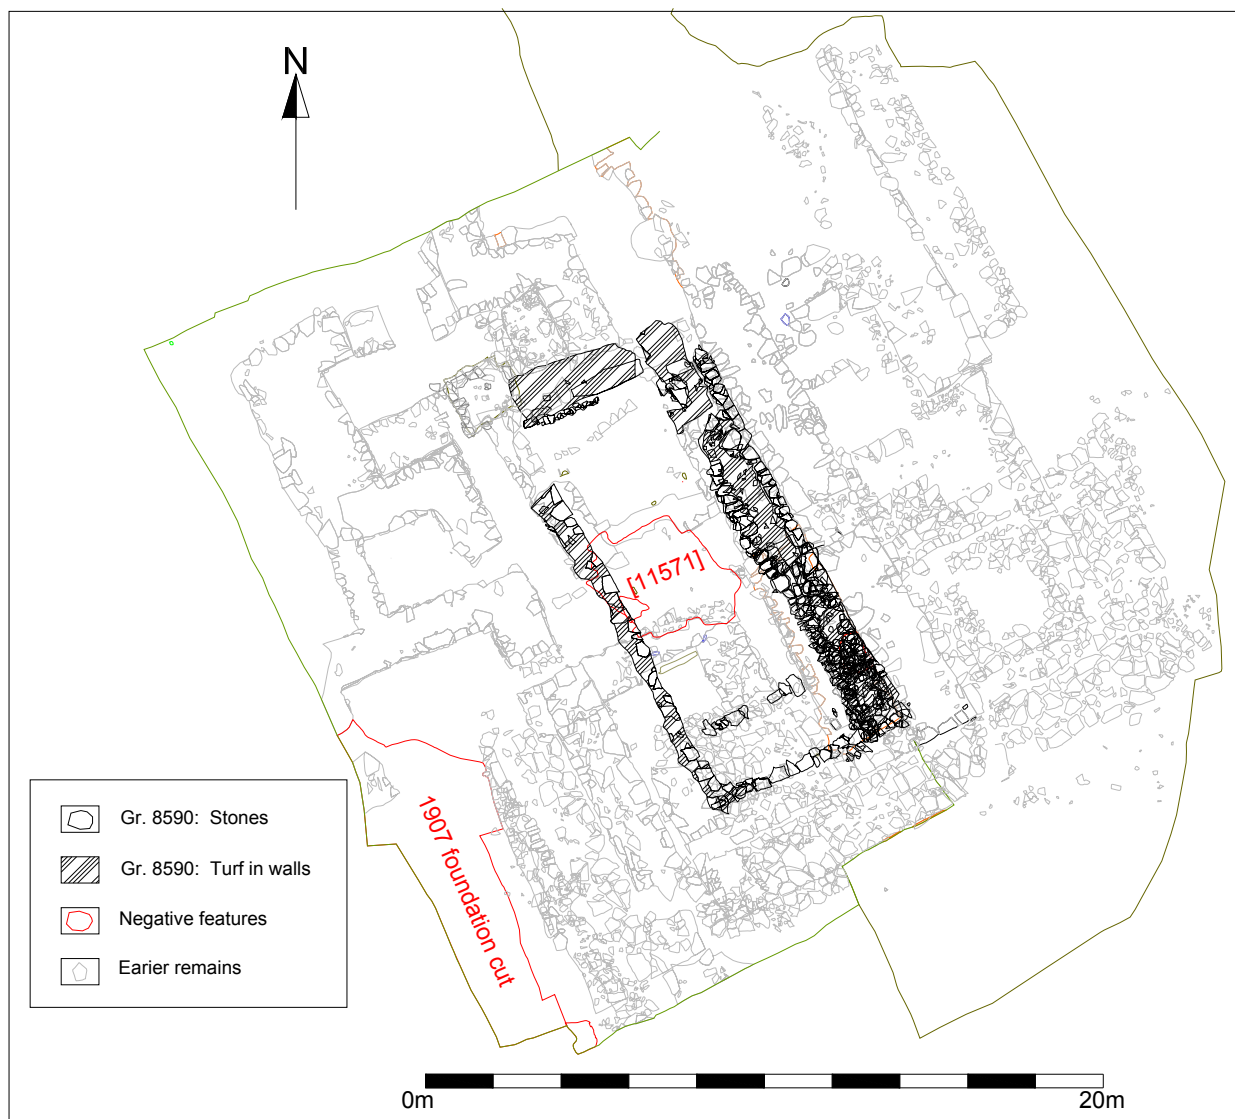 N
[11571]
1907 foundation cut
Gr. 8590: Stones
Gr. 8590: Turf in walls
Negative features
Earier remains
0m
20m